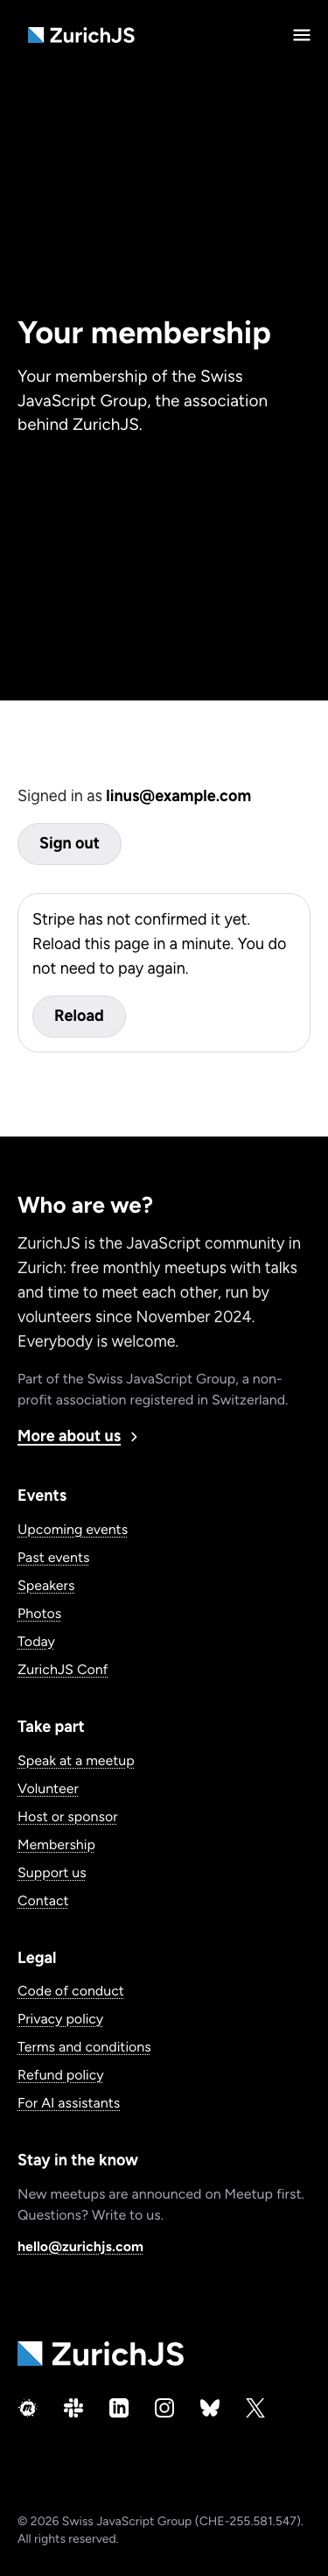 ZurichJS
Your membership
Your membership of the Swiss
JavaScript Group, the association
behind ZurichJS.
Signed in as linus@example.com
Sign out
Stripe has not confirmed it yet.
Reload this page in a minute. You do
not need to pay again.
Reload
Who are we?
ZurichJS is the JavaScript community in
Zurich: free monthly meetups with talks
and time to meet each other, run by
volunteers since November 2024.
Everybody is welcome.
Part of the Swiss JavaScript Group, a non-
profit association registered in Switzerland.
More about us
Events
Upcoming events
Past events
Speakers
Photos
Today
ZurichJS Conf
Take part
Speak at a meetup
Volunteer
Host or sponsor
Membership
Support us
Contact
Legal
Code of conduct
Privacy policy
Terms and conditions
Refund policy
For AI assistants
Stay in the know
New meetups are announced on Meetup first.
Questions? Write to us.
hello@zurichjs.com
ZurichJS
© 2026 Swiss JavaScript Group (CHE-255.581.547).
All rights reserved.